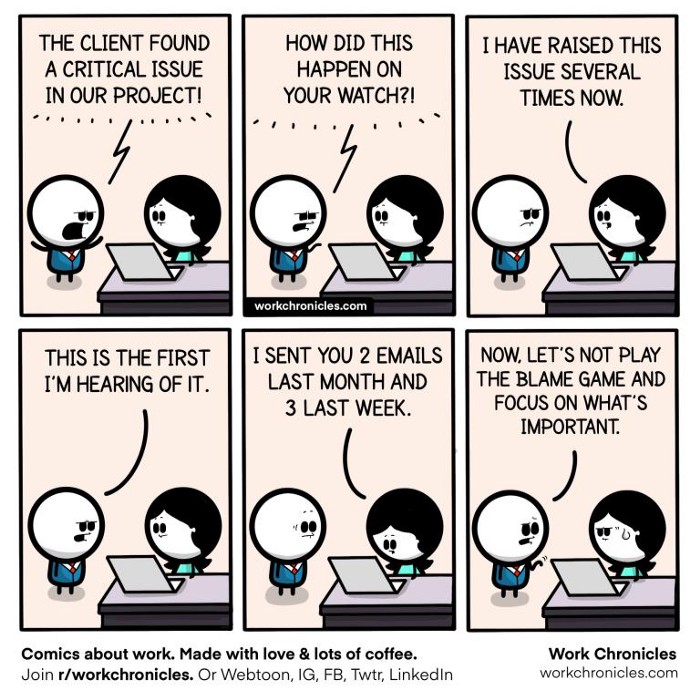 THE CLIENT FOUND
A CRITICAL ISSUE
IN OUR PROJECT!
HOW DID THIS
HAPPEN ON
YOUR WATCH?!
I HAVE RAISED THIS
ISSUE SEVERAL
TIMES NOW.
workchronicles.com
THIS IS THE FIRST
I'M HEARING OF IT.
I SENT YOU 2 EMAILS
LAST MONTH AND
3 LAST WEEK.
NOW, LET'S NOT PLAY
THE BLAME GAME AND
FOCUS ON WHAT'S
IMPORTANT.
Comics about work. Made with love & lots of coffee.
Join r/workchronicles. Or Webtoon, IG, FB, Twtr, LinkedIn
Work Chronicles
workchronicles.com